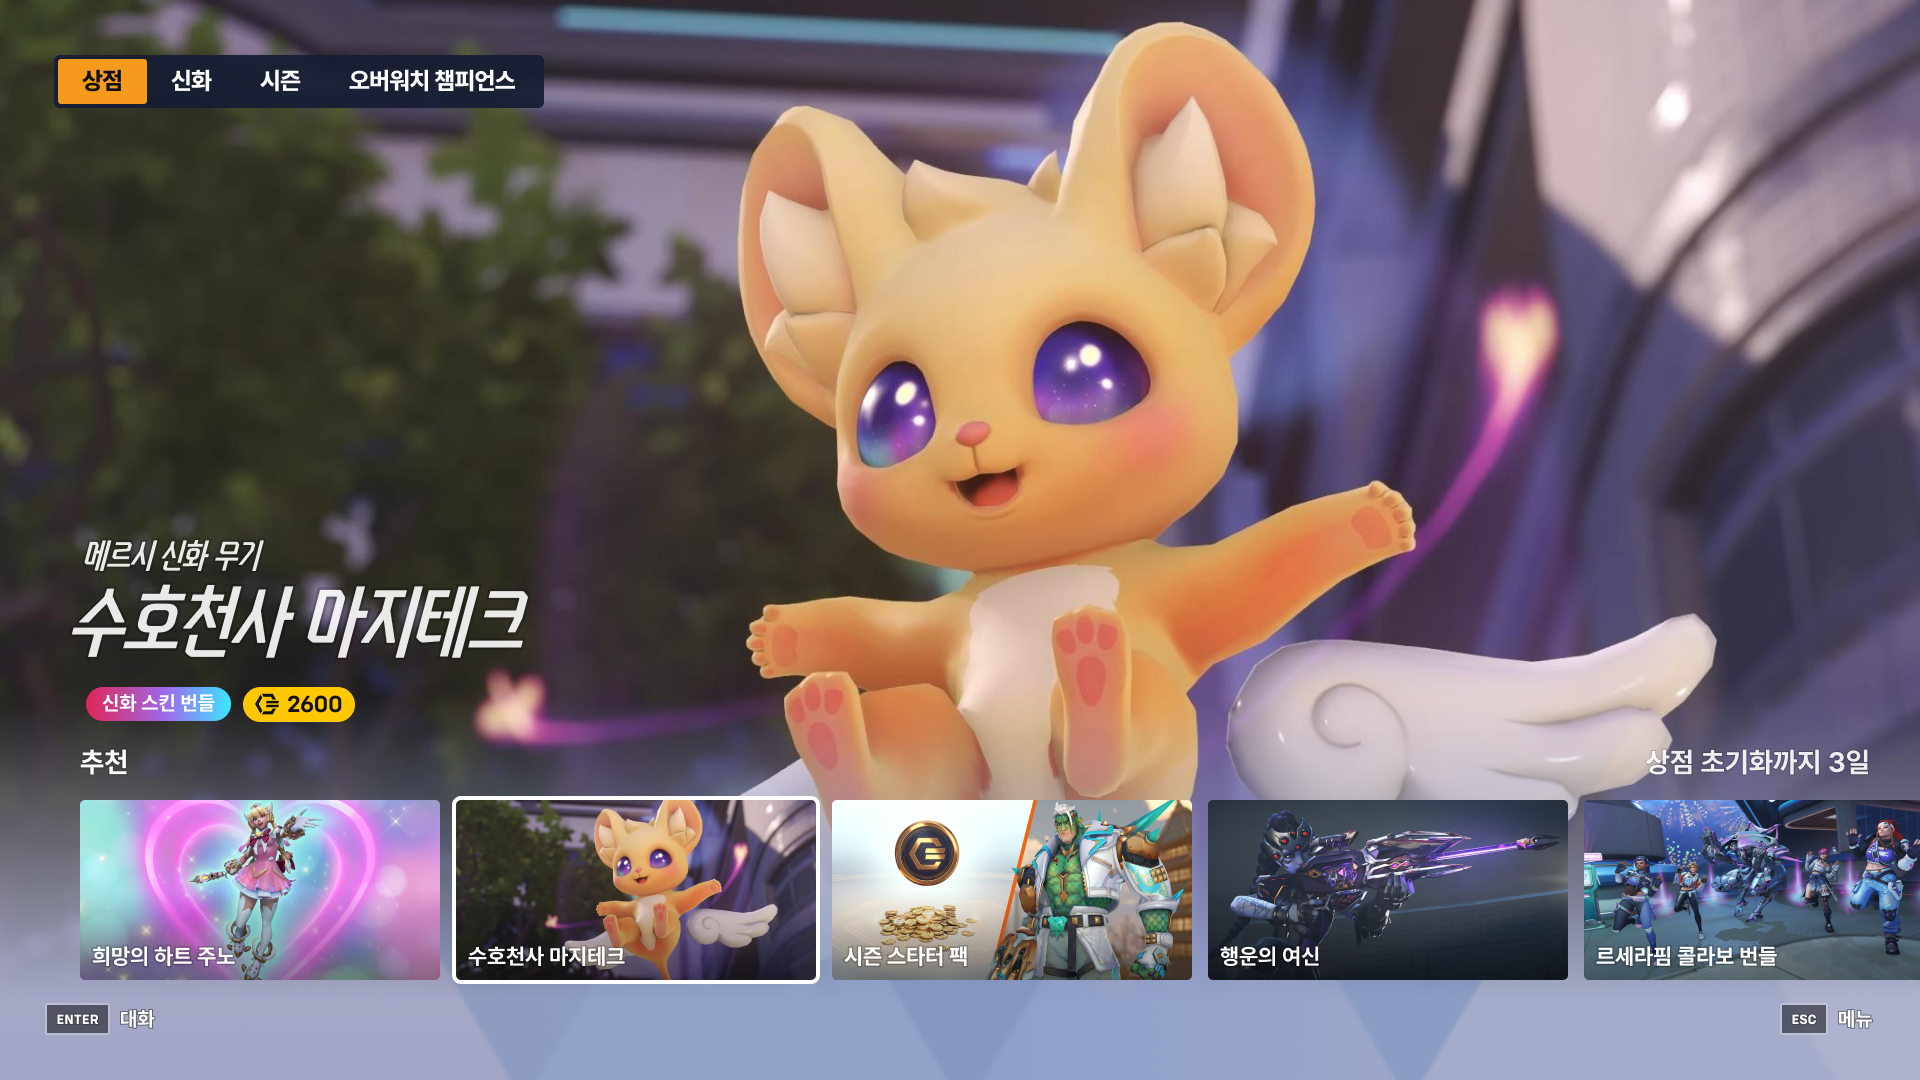 상점 신화 시즌 오버워치 챔피언스
메르시 신화 무기
수호천사 마지테크
신화 스킨 번들 2600
추천
상점 초기화까지 3일
희망의 하트 주노
수호천사 마지테크
시즌 스타터 팩
행운의 여신
르세라핌 콜라보 번들
ENTER 대화
ESC 메뉴